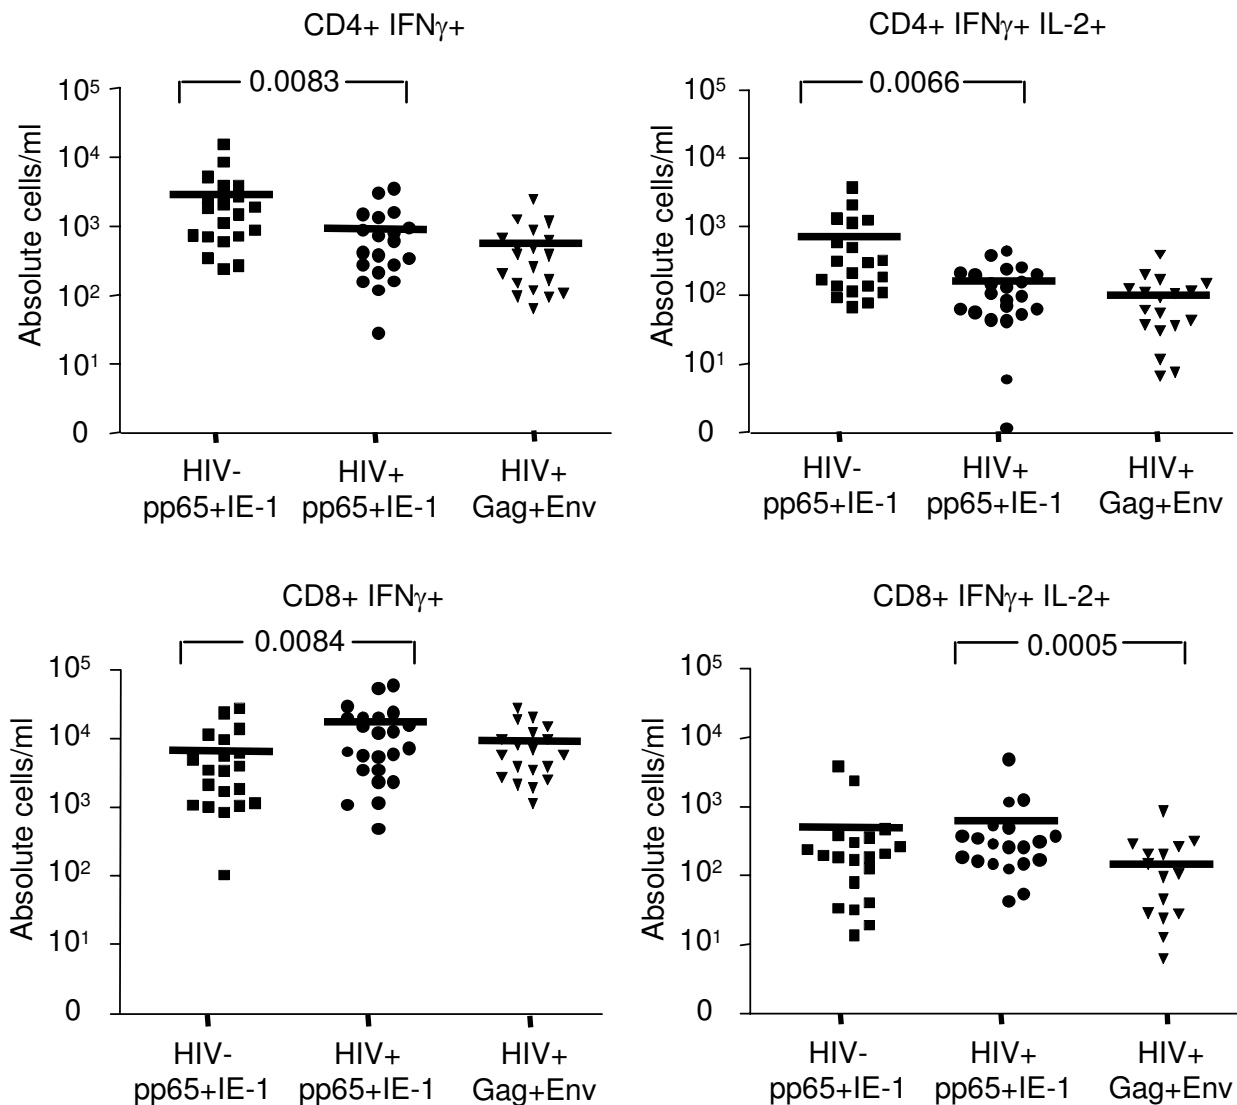 CD4+ IFNγ+
0.0083
Absolute cells/ml
10⁵
10⁴
10³
10²
10¹
0
HIV-
pp65+IE-1
HIV+
pp65+IE-1
HIV+
Gag+Env
CD4+ IFNγ+ IL-2+
0.0066
Absolute cells/ml
10⁵
10⁴
10³
10²
10¹
0
HIV-
pp65+IE-1
HIV+
pp65+IE-1
HIV+
Gag+Env
CD8+ IFNγ+
0.0084
Absolute cells/ml
10⁵
10⁴
10³
10²
10¹
0
HIV-
pp65+IE-1
HIV+
pp65+IE-1
HIV+
Gag+Env
CD8+ IFNγ+ IL-2+
0.0005
Absolute cells/ml
10⁵
10⁴
10³
10²
10¹
0
HIV-
pp65+IE-1
HIV+
pp65+IE-1
HIV+
Gag+Env